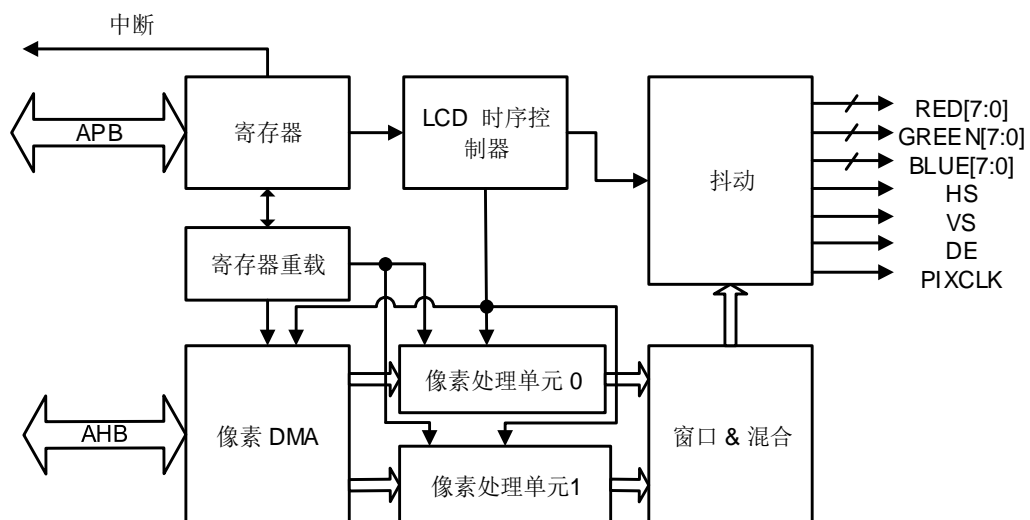 中断
APB
寄存器
LCD 时序控
制器
抖动
RED[7:0]
GREEN[7:0]
BLUE[7:0]
HS
VS
DE
PIXCLK
寄存器重载
AHB
像素 DMA
像素处理单元 0
像素处理单元1
窗口 & 混合